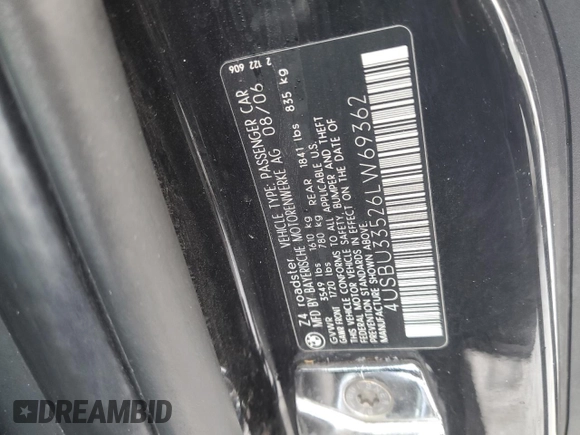 Z4 roadster VEHICLE TYPE: PASSENGER CAR
MFD BY BAYERISCHE MOTORENWERKE AG 08/06
GVWR 3549 lbs 1610 kg REAR 1841 lbs 835 kg
GAWR FRONT 1720 lbs 780 kg
THIS VEHICLE CONFORMS TO ALL APPLICABLE U.S.
FEDERAL MOTOR VEHICLE SAFETY, BUMPER AND THEFT
PREVENTION STANDARDS IN EFFECT ON THE DATE OF
MANUFACTURE SHOWN ABOVE.
4USBU33526LW69362
2 122 606
DREAMBID